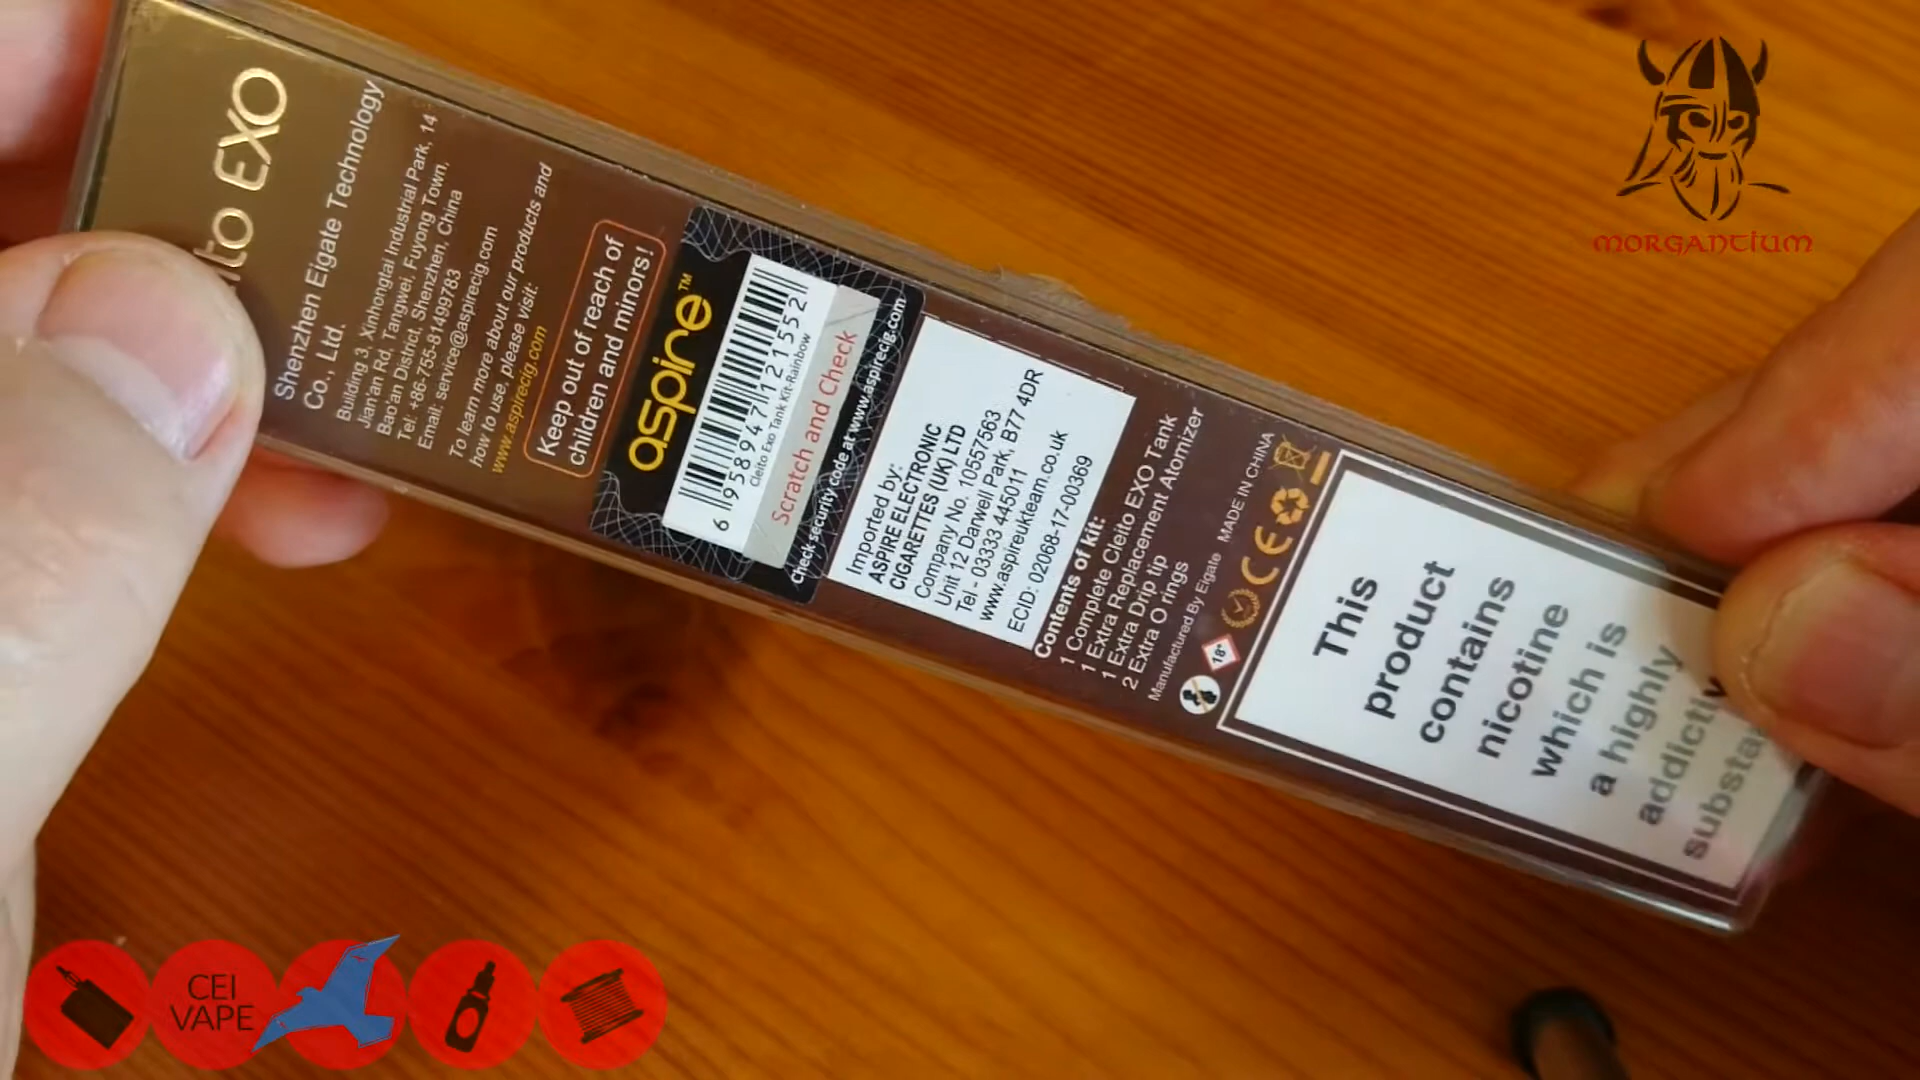 ito EXO
Shenzhen Eigate Technology
Co., Ltd.
Building 3, Xinhongtai Industrial Park, 14
Jian'an Rd, Tangwei, Fuyong Town,
Bao'an District, Shenzhen, China
Tel: +86-755-81499783
Email: service@aspirecig.com
To learn more about our products and
how to use, please visit:
www.aspirecig.com
Keep out of reach of
children and minors!
aspire™
6 958947 121552
Cleito Exo Tank Kit-Rainbow
Scratch and Check
Check security code at www.aspirecig.com
Imported by:
ASPIRE ELECTRONIC
CIGARETTES (UK) LTD
Company No. 10557563
Unit 12 Darwell Park, B77 4DR
Tel - 03333 445011
www.aspireukteam.co.uk
ECID: 02068-17-00369
Contents of kit:
1 Complete Cleito EXO Tank
1 Extra Replacement Atomizer
1 Extra Drip tip
2 Extra O rings
Manufactured By Eigate MADE IN CHINA
18+
CE
This
product
contains
nicotine
which is
a highly
addictiv
substa
MORGANTIUM
CEI
VAPE